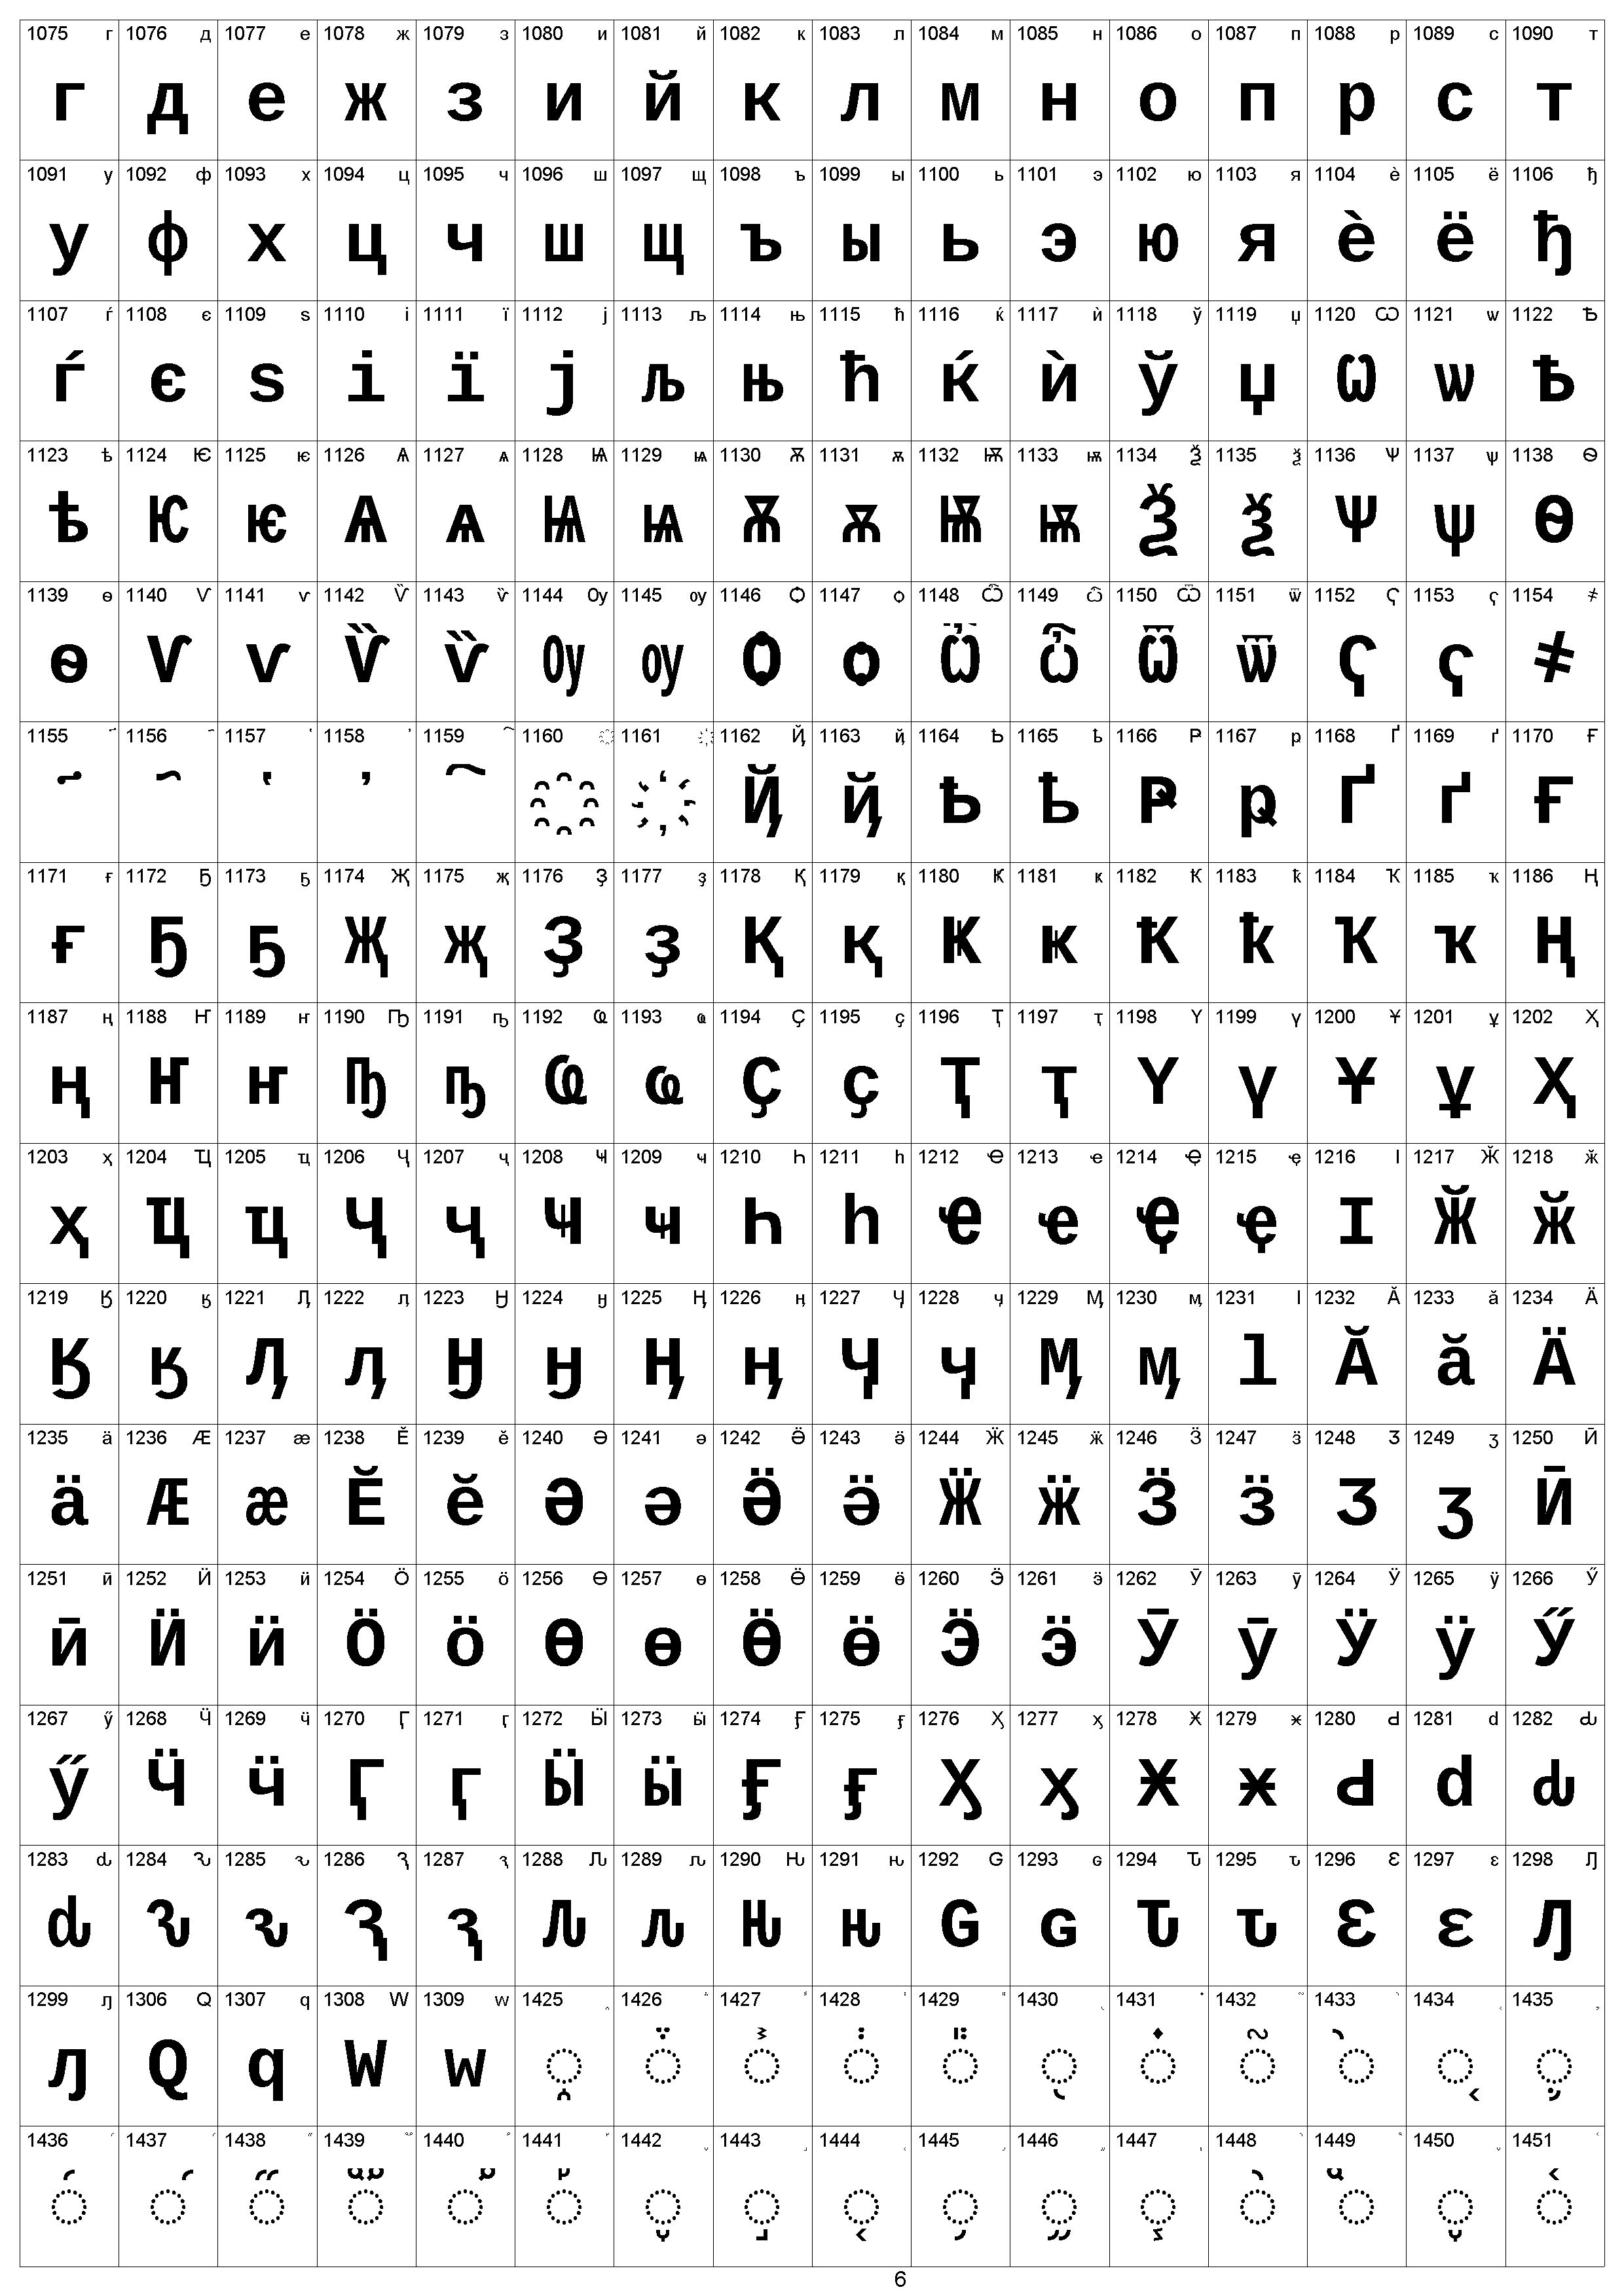 1075 г 1076 д 1077 е 1078 ж 1079 з 1080 и 1081 й 1082 к 1083 л 1084 м 1085 н 1086 о 1087 п 1088 р 1089 с 1090 т
г д е ж з и й к л м н о п р с т
1091 у 1092 ф 1093 х 1094 ц 1095 ч 1096 ш 1097 щ 1098 ъ 1099 ы 1100 ь 1101 э 1102 ю 1103 я 1104 ѐ 1105 ё 1106 ђ
у ф х ц ч ш щ ъ ы ь э ю я ѐ ё ђ
1107 ѓ 1108 є 1109 ѕ 1110 і 1111 ї 1112 ј 1113 љ 1114 њ 1115 ћ 1116 ќ 1117 ѝ 1118 ў 1119 џ 1120 Ѡ 1121 ѡ 1122 Ѣ
ѓ є ѕ і ї ј љ њ ћ ќ ѝ ў џ Ѡ ѡ Ѣ
1123 ѣ 1124 Ѥ 1125 ѥ 1126 Ѧ 1127 ѧ 1128 Ѩ 1129 ѩ 1130 Ѫ 1131 ѫ 1132 Ѭ 1133 ѭ 1134 Ѯ 1135 ѯ 1136 Ѱ 1137 ѱ 1138 Ѳ
ѣ Ѥ ѥ Ѧ ѧ Ѩ ѩ Ѫ ѫ Ѭ ѭ Ѯ ѯ Ѱ ѱ Ѳ
1139 ѳ 1140 Ѵ 1141 ѵ 1142 Ѷ 1143 ѷ 1144 Ѹ 1145 ѹ 1146 Ѻ 1147 ѻ 1148 Ѽ 1149 ѽ 1150 Ѿ 1151 ѿ 1152 Ҁ 1153 ҁ 1154 ҂
ѳ Ѵ ѵ Ѷ ѷ Ѹ ѹ Ѻ ѻ Ѽ ѽ Ѿ ѿ Ҁ ҁ ҂
1155 ҃ 1156 ҄ 1157 ҅ 1158 ҆ 1159 ҇ 1160 ҈ 1161 ҉ 1162 Ҋ 1163 ҋ 1164 Ҍ 1165 ҍ 1166 Ҏ 1167 ҏ 1168 Ґ 1169 ґ 1170 Ғ
҃ ҄ ҅ ҆ ҇ ҈ ҉ Ҋ ҋ Ҍ ҍ Ҏ ҏ Ґ ґ Ғ
1171 ғ 1172 Ҕ 1173 ҕ 1174 Җ 1175 җ 1176 Ҙ 1177 ҙ 1178 Қ 1179 қ 1180 Ҝ 1181 ҝ 1182 Ҟ 1183 ҟ 1184 Ҡ 1185 ҡ 1186 Ң
ғ Ҕ ҕ Җ җ Ҙ ҙ Қ қ Ҝ ҝ Ҟ ҟ Ҡ ҡ Ң
1187 ң 1188 Ҥ 1189 ҥ 1190 Ҧ 1191 ҧ 1192 Ҩ 1193 ҩ 1194 Ҫ 1195 ҫ 1196 Ҭ 1197 ҭ 1198 Ү 1199 ү 1200 Ұ 1201 ұ 1202 Ҳ
ң Ҥ ҥ Ҧ ҧ Ҩ ҩ Ҫ ҫ Ҭ ҭ Ү ү Ұ ұ Ҳ
1203 ҳ 1204 Ҵ 1205 ҵ 1206 Ҷ 1207 ҷ 1208 Ҹ 1209 ҹ 1210 Һ 1211 һ 1212 Ҽ 1213 ҽ 1214 Ҿ 1215 ҿ 1216 Ӏ 1217 Ӂ 1218 ӂ
ҳ Ҵ ҵ Ҷ ҷ Ҹ ҹ Һ һ Ҽ ҽ Ҿ ҿ Ӏ Ӂ ӂ
1219 Ӄ 1220 ӄ 1221 Ӆ 1222 ӆ 1223 Ӈ 1224 ӈ 1225 Ӊ 1226 ӊ 1227 Ӌ 1228 ӌ 1229 Ӎ 1230 ӎ 1231 ӏ 1232 Ӑ 1233 ӑ 1234 Ӓ
Ӄ ӄ Ӆ ӆ Ӈ ӈ Ӊ ӊ Ӌ ӌ Ӎ ӎ ӏ Ӑ ӑ Ӓ
1235 ӓ 1236 Ӕ 1237 ӕ 1238 Ӗ 1239 ӗ 1240 Ә 1241 ә 1242 Ӛ 1243 ӛ 1244 Ӝ 1245 ӝ 1246 Ӟ 1247 ӟ 1248 Ӡ 1249 ӡ 1250 Ӣ
ӓ Ӕ ӕ Ӗ ӗ Ә ә Ӛ ӛ Ӝ ӝ Ӟ ӟ Ӡ ӡ Ӣ
1251 ӣ 1252 Ӥ 1253 ӥ 1254 Ӧ 1255 ӧ 1256 Ө 1257 ө 1258 Ӫ 1259 ӫ 1260 Ӭ 1261 ӭ 1262 Ӯ 1263 ӯ 1264 Ӱ 1265 ӱ 1266 Ӳ
ӣ Ӥ ӥ Ӧ ӧ Ө ө Ӫ ӫ Ӭ ӭ Ӯ ӯ Ӱ ӱ Ӳ
1267 ӳ 1268 Ӵ 1269 ӵ 1270 Ӷ 1271 ӷ 1272 Ӹ 1273 ӹ 1274 Ӻ 1275 ӻ 1276 Ӽ 1277 ӽ 1278 Ӿ 1279 ӿ 1280 Ԁ 1281 ԁ 1282 Ԃ
ӳ Ӵ ӵ Ӷ ӷ Ӹ ӹ Ӻ ӻ Ӽ ӽ Ӿ ӿ Ԁ ԁ Ԃ
1283 ԃ 1284 Ԅ 1285 ԅ 1286 Ԇ 1287 ԇ 1288 Ԉ 1289 ԉ 1290 Ԋ 1291 ԋ 1292 Ԍ 1293 ԍ 1294 Ԏ 1295 ԏ 1296 Ԑ 1297 ԑ 1298 Ԓ
ԃ Ԅ ԅ Ԇ ԇ Ԉ ԉ Ԋ ԋ Ԍ ԍ Ԏ ԏ Ԑ ԑ Ԓ
1299 ԓ 1306 Ԛ 1307 ԛ 1308 Ԝ 1309 ԝ 1425 1426 1427 1428 1429 1430 1431 1432 1433 1434 1435
ԓ Ԛ ԛ Ԝ ԝ ◌֑ ◌֒ ◌֓ ◌֔ ◌֕ ◌֖ ◌֗ ◌֘ ◌֙ ◌֚ ◌֛
1436 1437 1438 1439 1440 1441 1442 1443 1444 1445 1446 1447 1448 1449 1450 1451
◌֜ ◌֝ ◌֞ ◌֟ ◌֠ ◌֡ ◌֢ ◌֣ ◌֤ ◌֥ ◌֦ ◌֧ ◌֨ ◌֩ ◌֪ ◌֫
6